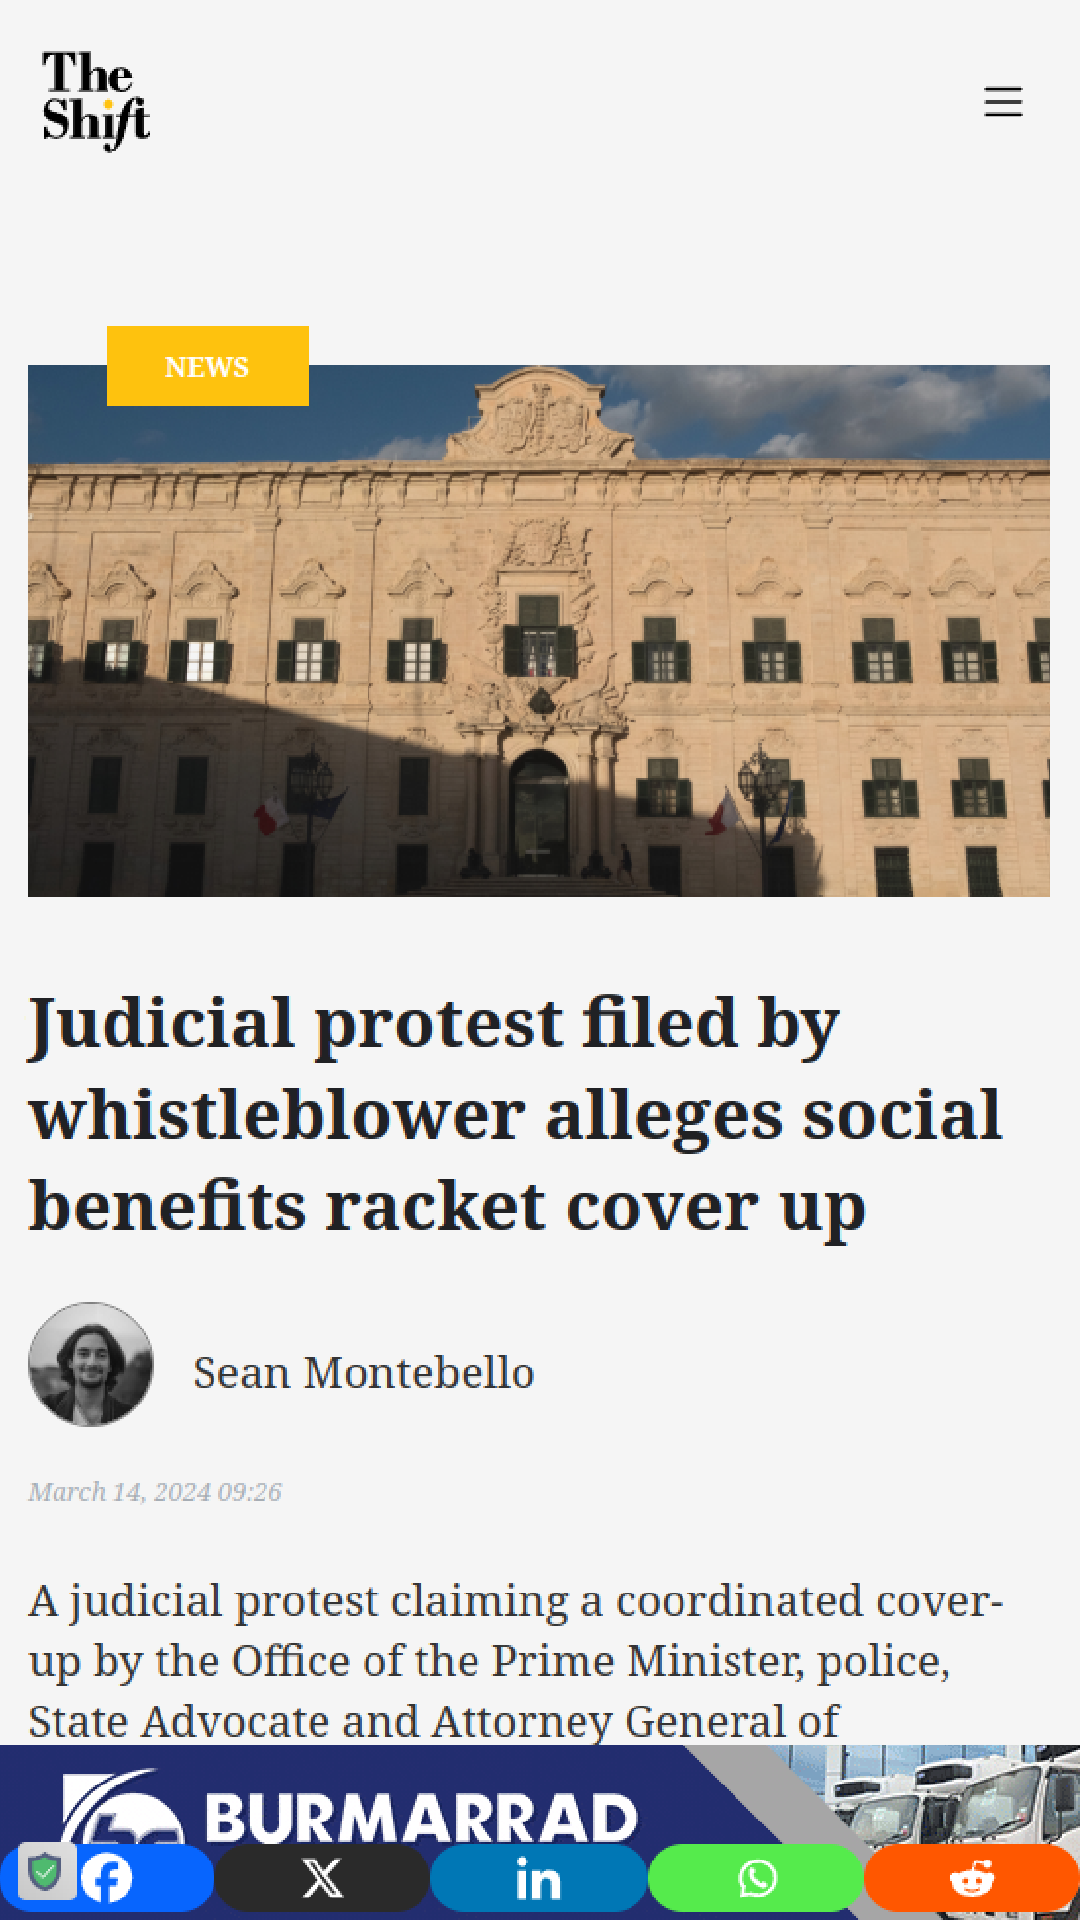 The
Shift
NEWS
Judicial protest filed by
whistleblower alleges social
benefits racket cover up
Sean Montebello
March 14, 2024 09:26
A judicial protest claiming a coordinated cover-
up by the Office of the Prime Minister, police,
State Advocate and Attorney General of
BURMARRAD